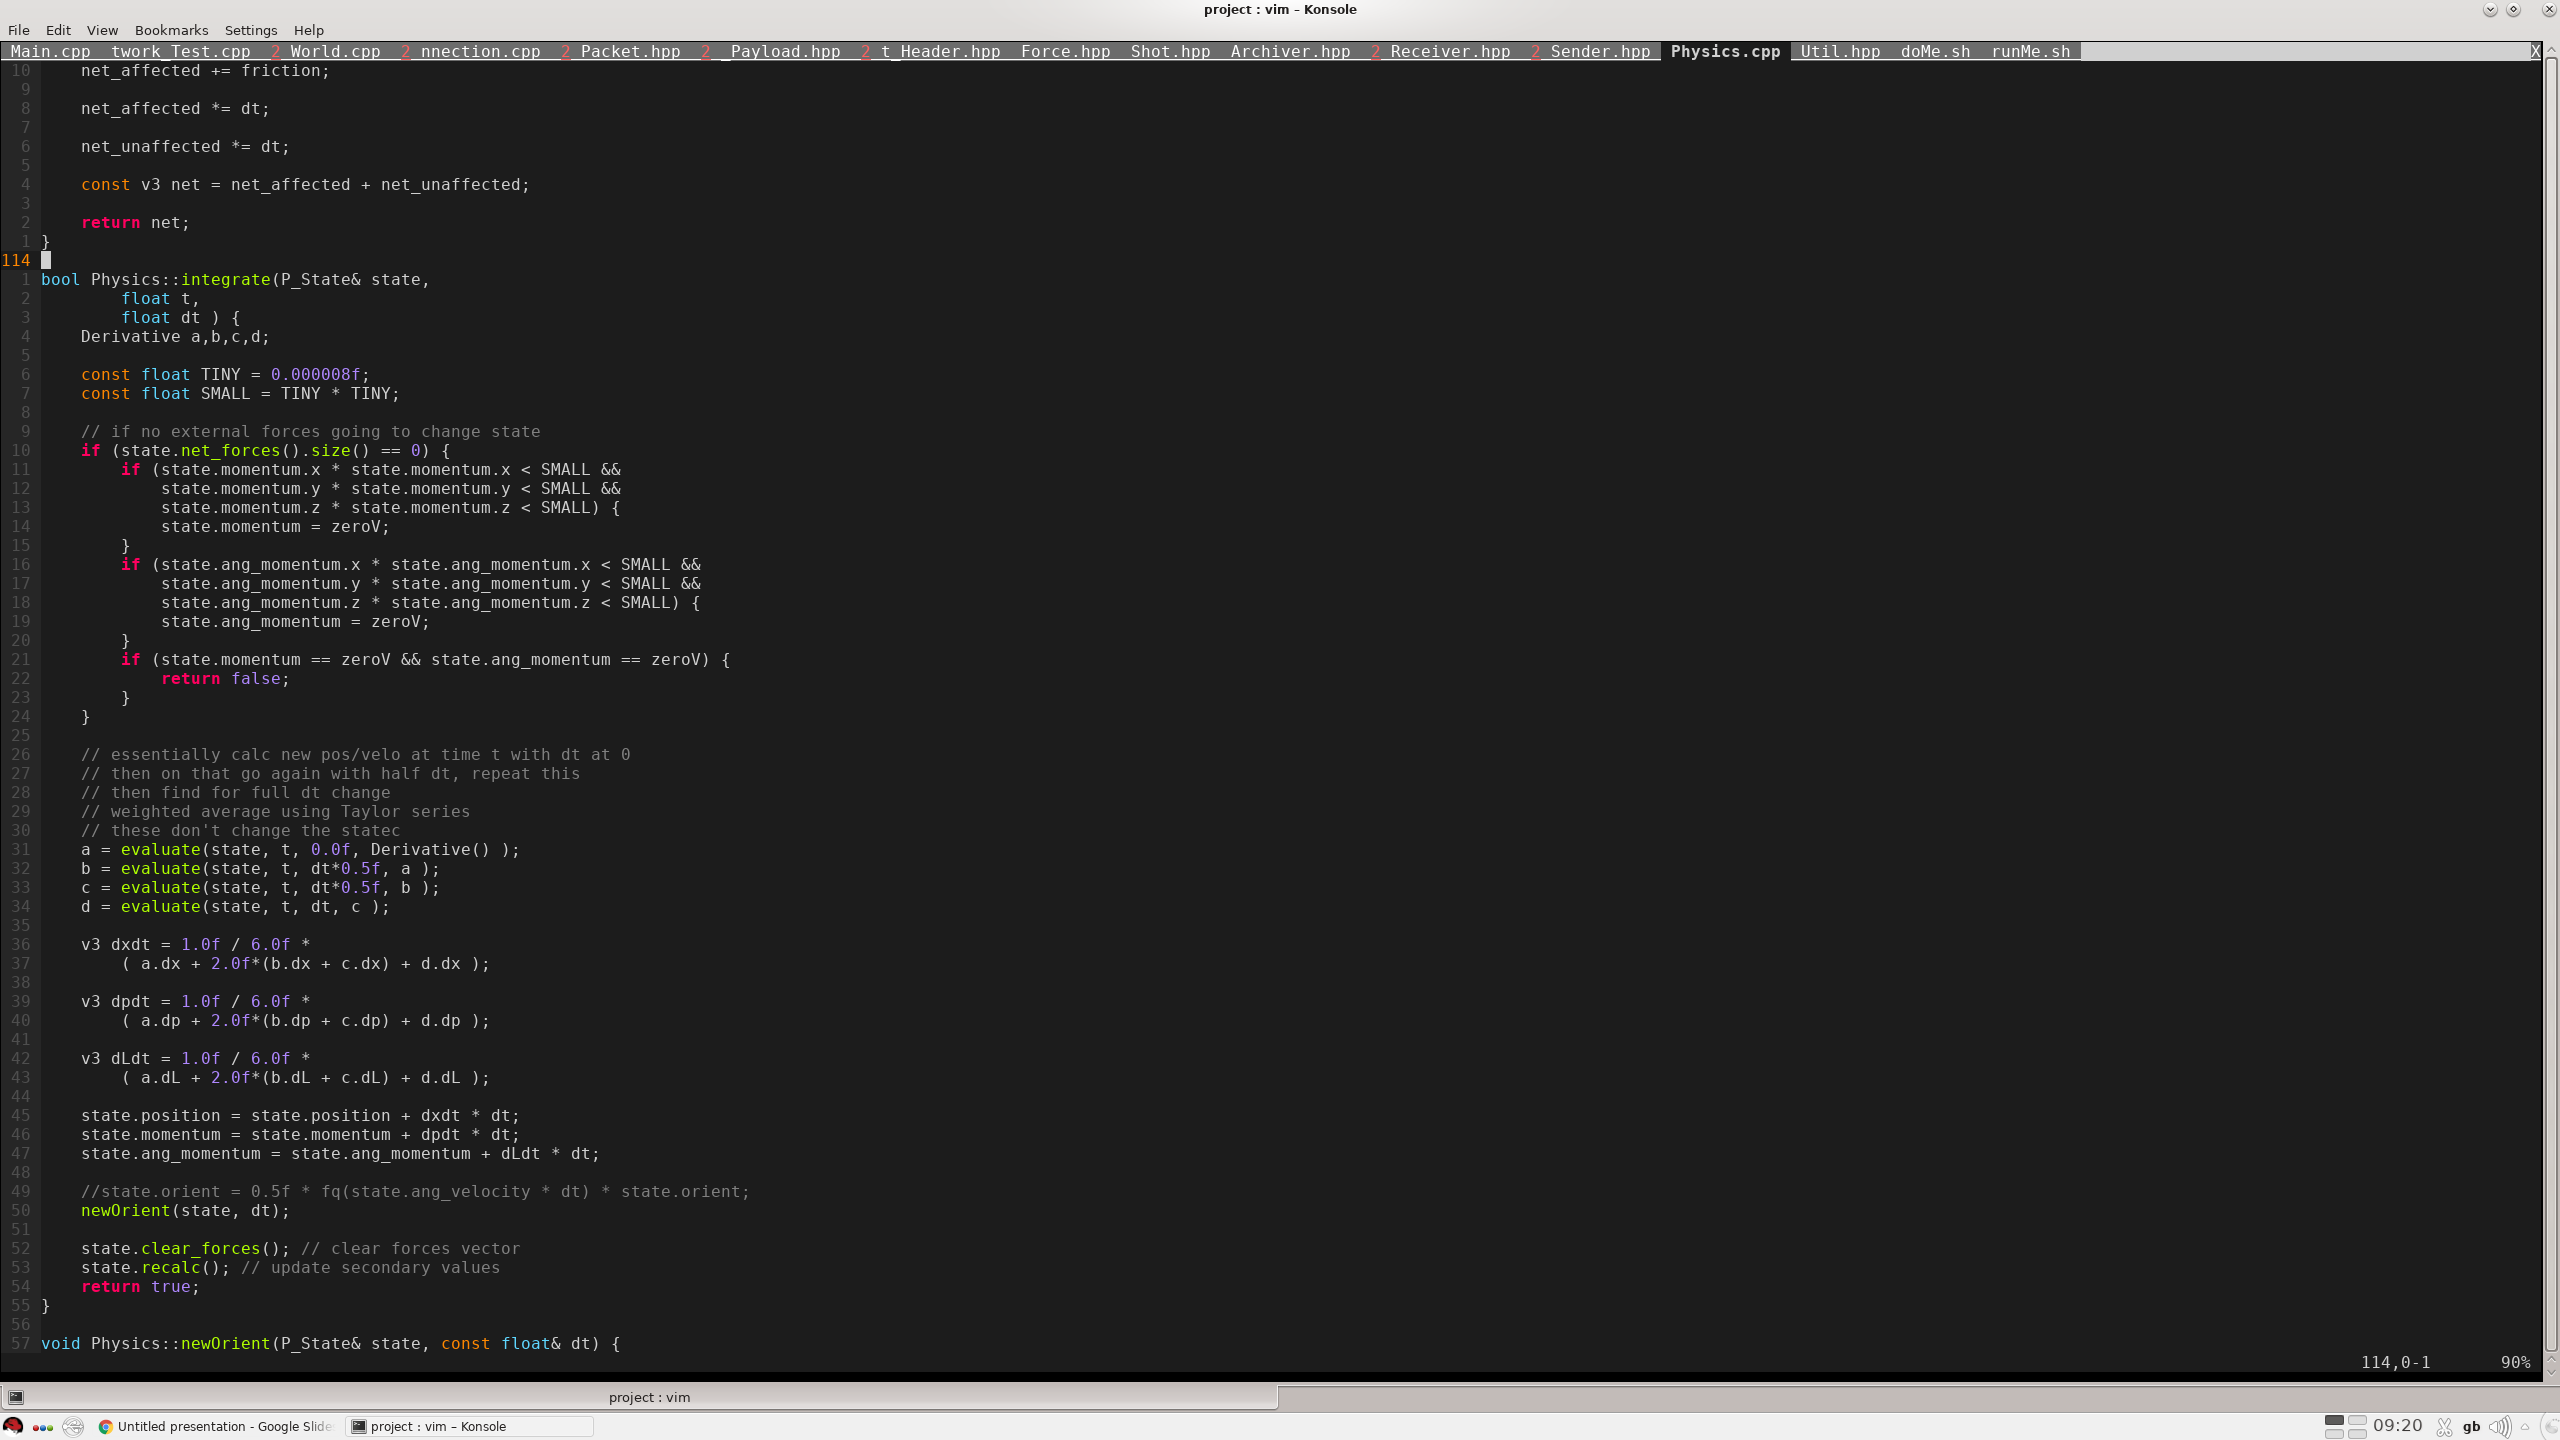 project : vim – Konsole
File Edit View Bookmarks Settings Help
Main.cpp twork_Test.cpp 2 World.cpp 2 nnection.cpp 2 Packet.hpp 2 _Payload.hpp 2 t_Header.hpp Force.hpp Shot.hpp Archiver.hpp 2 Receiver.hpp 2 Sender.hpp Physics.cpp Util.hpp doMe.sh runMe.sh X
10     net_affected += friction;
9
8     net_affected *= dt;
7
6     net_unaffected *= dt;
5
4     const v3 net = net_affected + net_unaffected;
3
2     return net;
1 }
114
1 bool Physics::integrate(P_State& state,
2         float t,
3         float dt ) {
4     Derivative a,b,c,d;
5
6     const float TINY = 0.000008f;
7     const float SMALL = TINY * TINY;
8
9     // if no external forces going to change state
10     if (state.net_forces().size() == 0) {
11         if (state.momentum.x * state.momentum.x < SMALL &&
12             state.momentum.y * state.momentum.y < SMALL &&
13             state.momentum.z * state.momentum.z < SMALL) {
14             state.momentum = zeroV;
15         }
16         if (state.ang_momentum.x * state.ang_momentum.x < SMALL &&
17             state.ang_momentum.y * state.ang_momentum.y < SMALL &&
18             state.ang_momentum.z * state.ang_momentum.z < SMALL) {
19             state.ang_momentum = zeroV;
20         }
21         if (state.momentum == zeroV && state.ang_momentum == zeroV) {
22             return false;
23         }
24     }
25
26     // essentially calc new pos/velo at time t with dt at 0
27     // then on that go again with half dt, repeat this
28     // then find for full dt change
29     // weighted average using Taylor series
30     // these don't change the statec
31     a = evaluate(state, t, 0.0f, Derivative() );
32     b = evaluate(state, t, dt*0.5f, a );
33     c = evaluate(state, t, dt*0.5f, b );
34     d = evaluate(state, t, dt, c );
35
36     v3 dxdt = 1.0f / 6.0f *
37         ( a.dx + 2.0f*(b.dx + c.dx) + d.dx );
38
39     v3 dpdt = 1.0f / 6.0f *
40         ( a.dp + 2.0f*(b.dp + c.dp) + d.dp );
41
42     v3 dLdt = 1.0f / 6.0f *
43         ( a.dL + 2.0f*(b.dL + c.dL) + d.dL );
44
45     state.position = state.position + dxdt * dt;
46     state.momentum = state.momentum + dpdt * dt;
47     state.ang_momentum = state.ang_momentum + dLdt * dt;
48
49     //state.orient = 0.5f * fq(state.ang_velocity * dt) * state.orient;
50     newOrient(state, dt);
51
52     state.clear_forces(); // clear forces vector
53     state.recalc(); // update secondary values
54     return true;
55 }
56
57 void Physics::newOrient(P_State& state, const float& dt) {
114,0-1 90%
project : vim
Untitled presentation - Google Slide project : vim – Konsole 09:20 gb